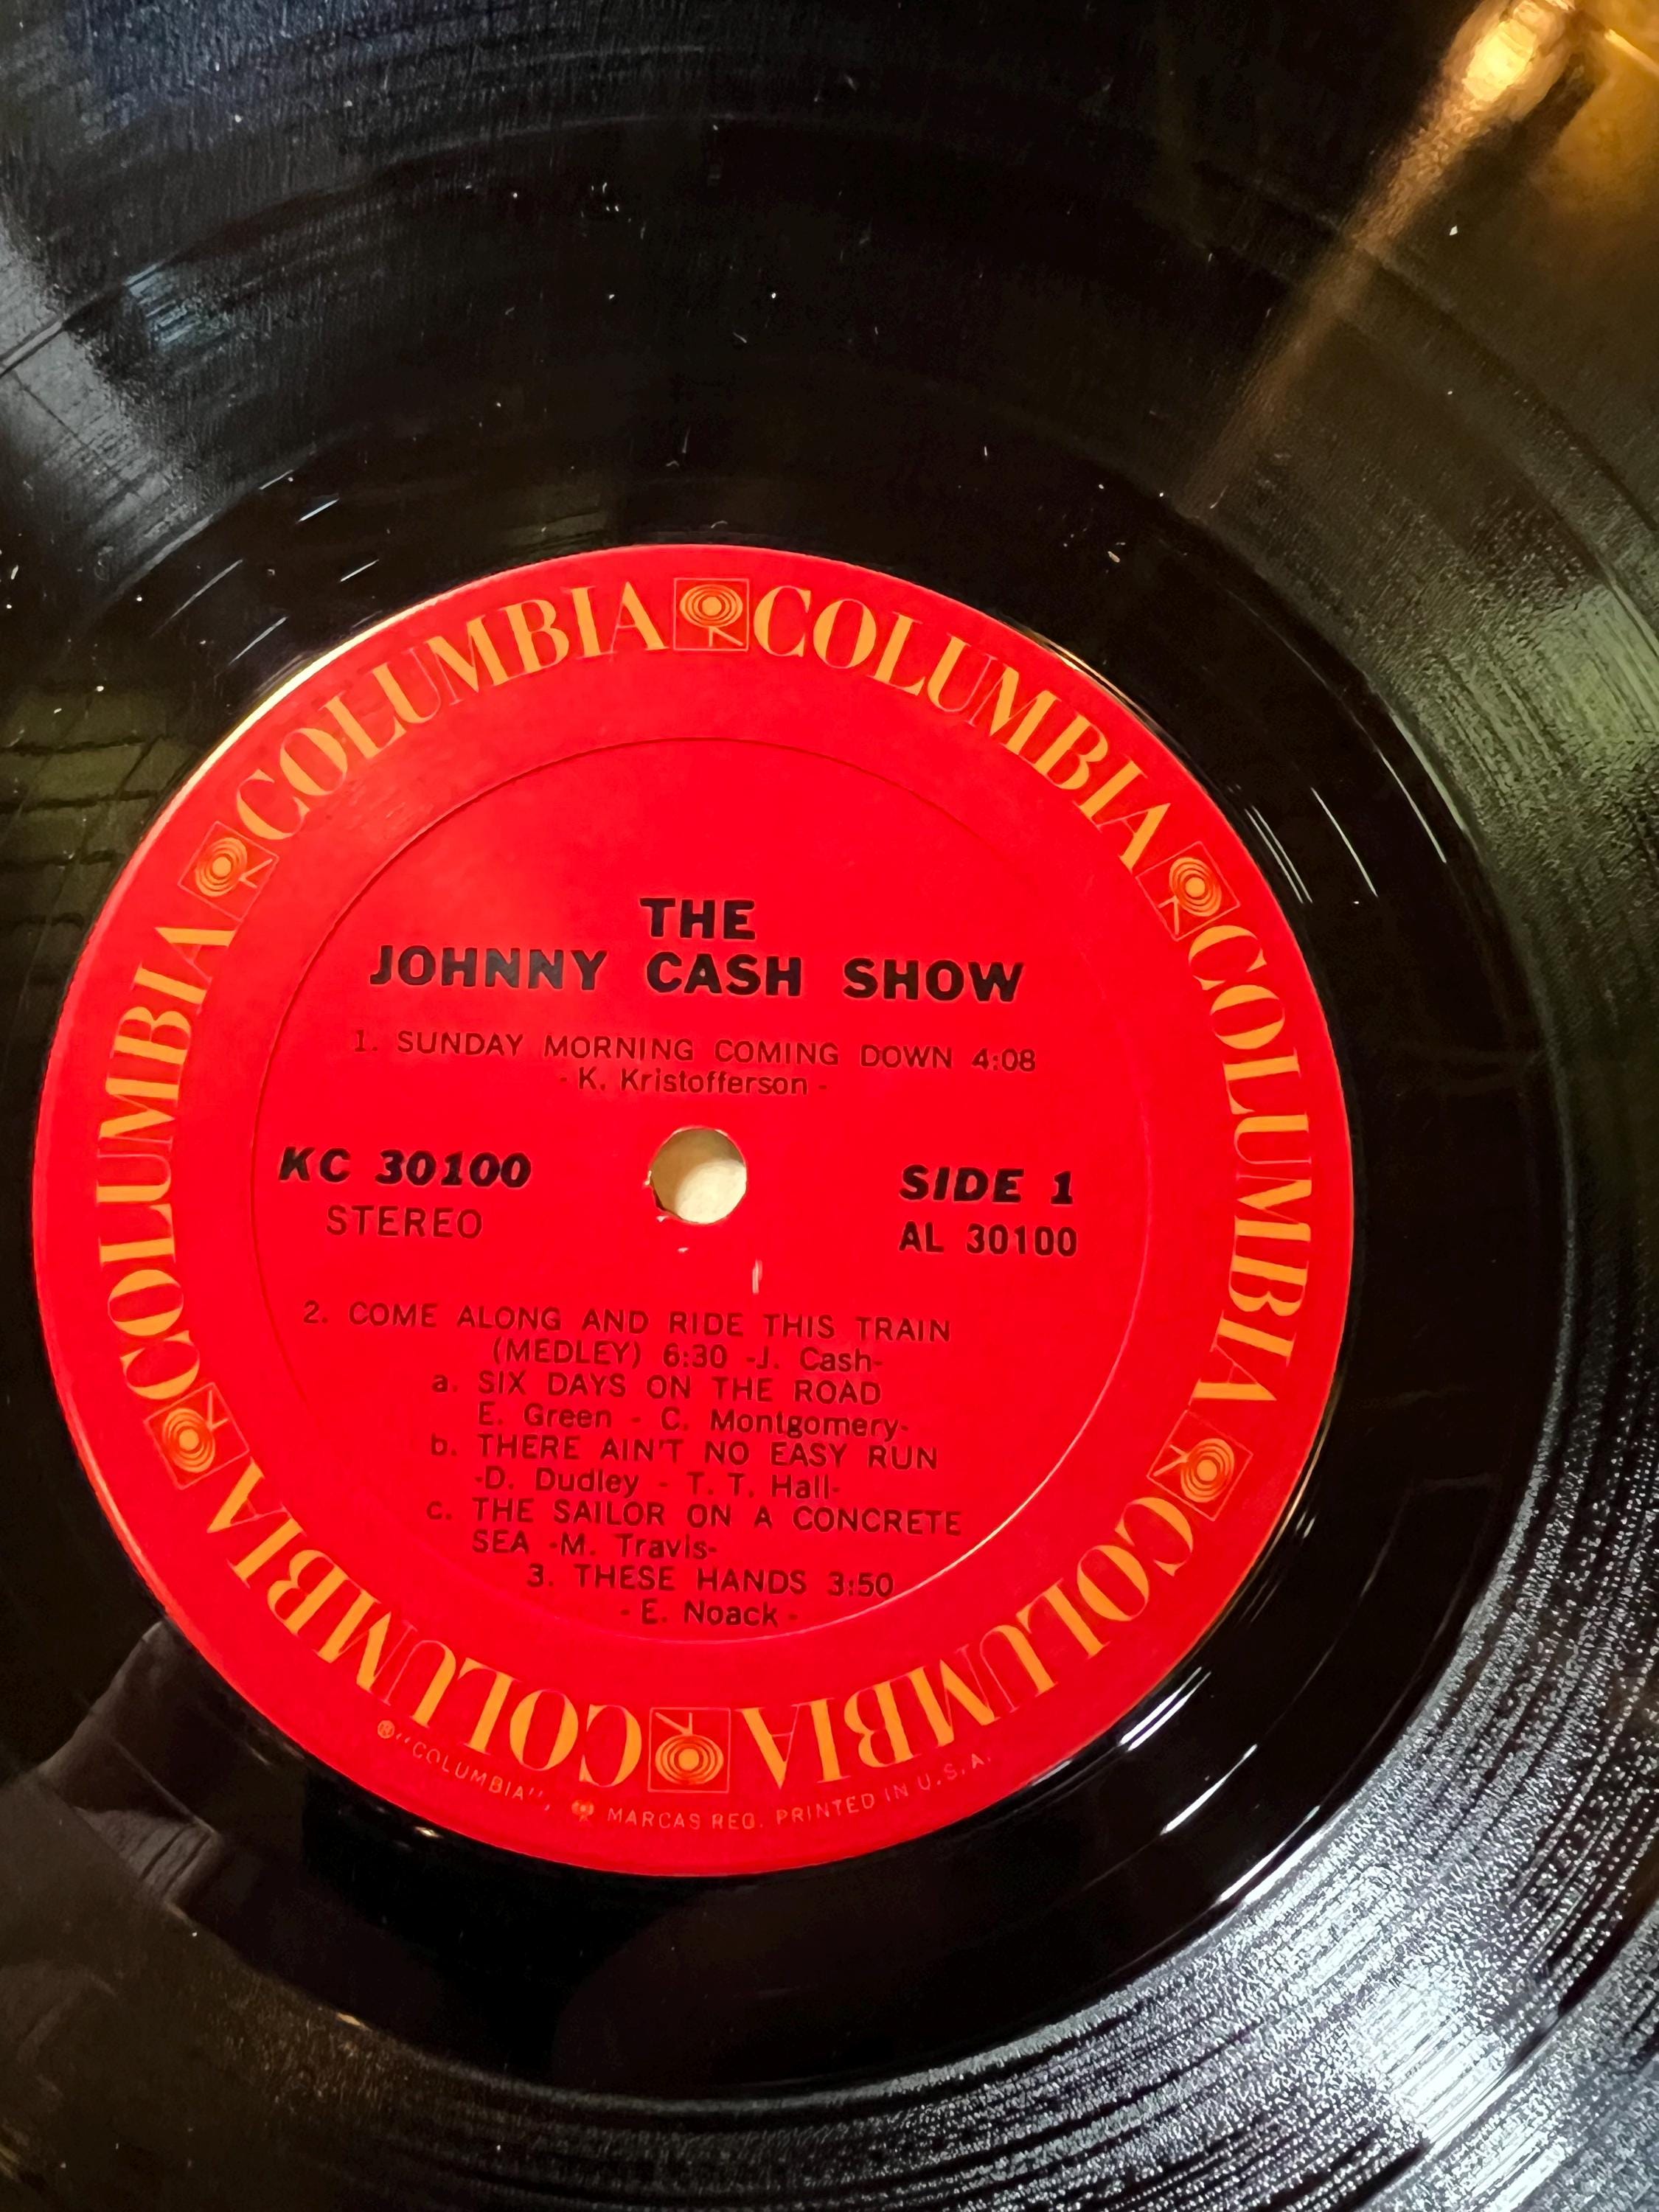 COLUMBIA COLUMBIA COLUMBIA COLUMBIA COLUMBIA COLUMBIA
THE
JOHNNY CASH SHOW
1. SUNDAY MORNING COMING DOWN 4:08
- K. Kristofferson -
KC 30100
STEREO
SIDE 1
AL 30100
2. COME ALONG AND RIDE THIS TRAIN
(MEDLEY) 6:30 -J. Cash-
a. SIX DAYS ON THE ROAD
E. Green - C. Montgomery-
b. THERE AIN'T NO EASY RUN
-D. Dudley - T. T. Hall-
c. THE SAILOR ON A CONCRETE
SEA -M. Travis-
3. THESE HANDS 3:50
- E. Noack -
® "COLUMBIA", MARCAS REG. PRINTED IN U.S.A.